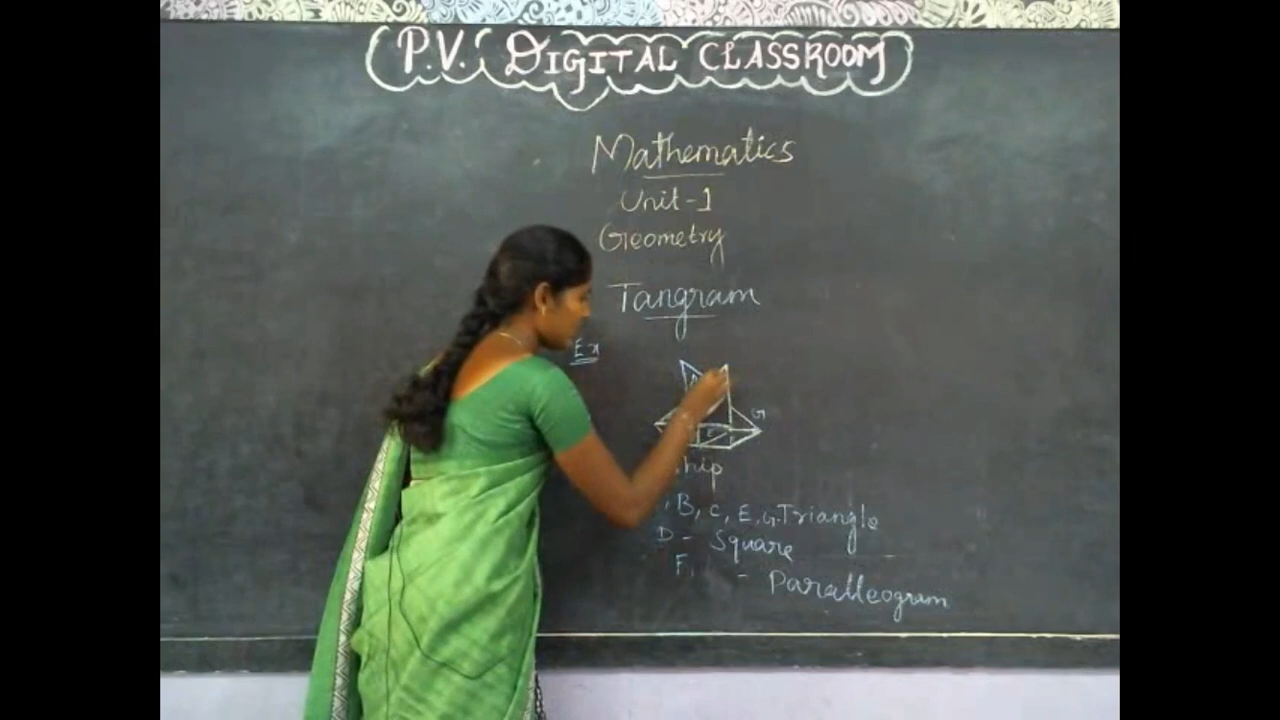 P.V. DIGITAL CLASSROOM
Mathematics
Unit-1
Geometry
Tangram
Ex
G
hip
, B, C, E, G. Triangle
D - Square
F, - Paralleogram